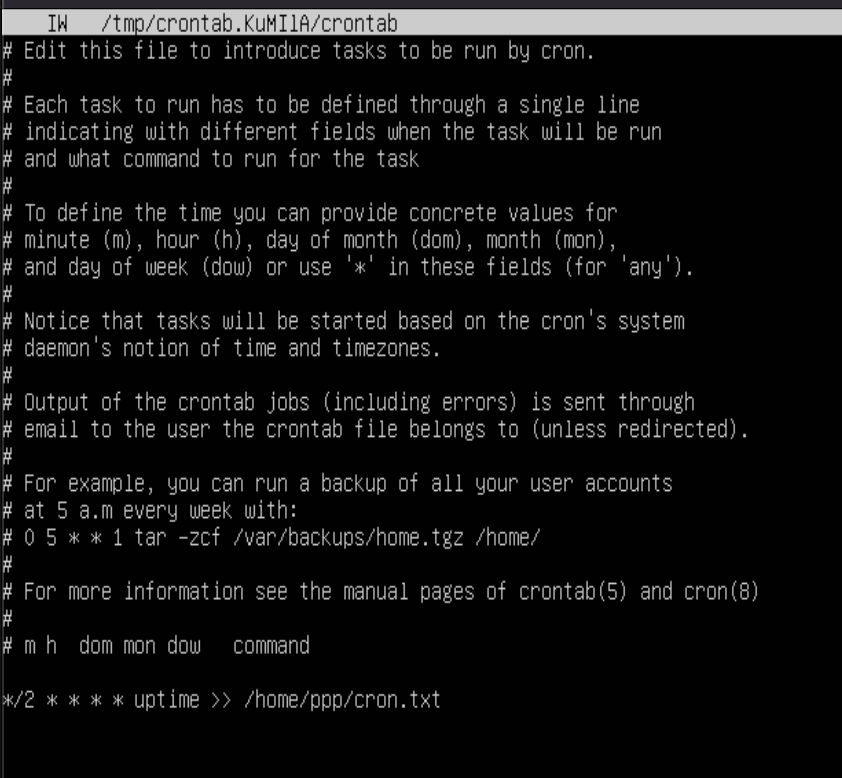 IW /tmp/crontab.KuMIlA/crontab
# Edit this file to introduce tasks to be run by cron.
#
# Each task to run has to be defined through a single line
# indicating with different fields when the task will be run
# and what command to run for the task
#
# To define the time you can provide concrete values for
# minute (m), hour (h), day of month (dom), month (mon),
# and day of week (dow) or use '*' in these fields (for 'any').
#
# Notice that tasks will be started based on the cron's system
# daemon's notion of time and timezones.
#
# Output of the crontab jobs (including errors) is sent through
# email to the user the crontab file belongs to (unless redirected).
#
# For example, you can run a backup of all your user accounts
# at 5 a.m every week with:
# 0 5 * * 1 tar -zcf /var/backups/home.tgz /home/
#
# For more information see the manual pages of crontab(5) and cron(8)
#
# m h  dom mon dow   command
*/2 * * * * uptime >> /home/ppp/cron.txt